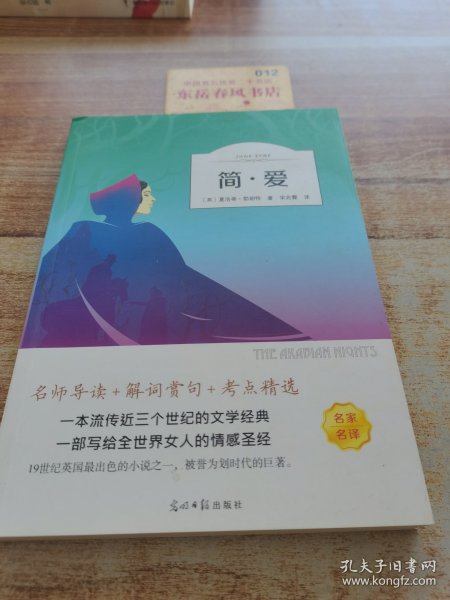 012
东岳春风书店
JANE EYRE
简·爱
［英］夏洛蒂·勃朗特 著 宋兆霖 译
THE ARABIAN NIGHTS
名师导读+解词赏句+考点精选
一本流传近三个世纪的文学经典
一部写给全世界女人的情感圣经
19世纪英国最出色的小说之一，被誉为划时代的巨著。
名家
名译
光明日报出版社
孔夫子旧书网
www.kongfz.com